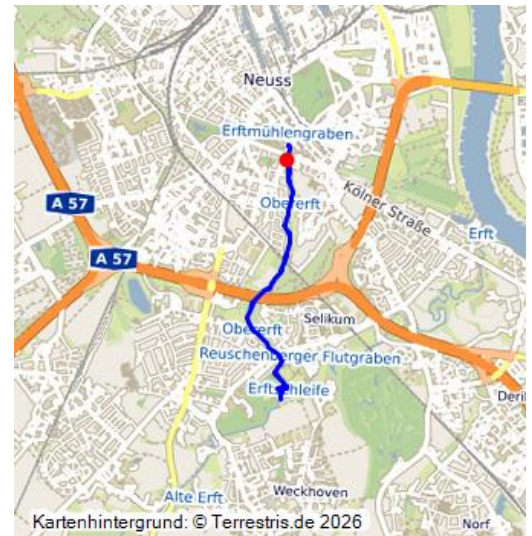 Neuss
Erftmühlengraben
A 57
Obererft
Kölner Straße
Erft
A 57
Selikum
Obererft
Reuschenberger Flutgraben
Erftschleife
Alte Erft
Weckhoven
Norf
Kartenhintergrund: © Terrestris.de 2026